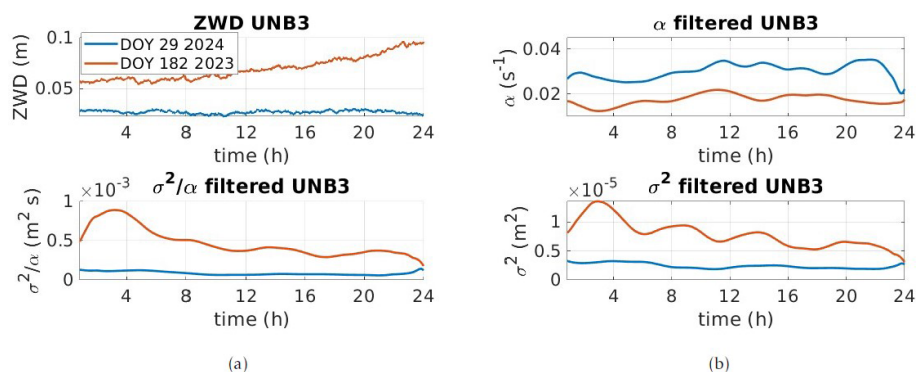 ZWD UNB3
ZWD (m)
0.1
0.05
DOY 29 2024
DOY 182 2023
4 8 12 16 20 24
time (h)
α filtered UNB3
α (s⁻¹)
0.04
0.02
4 8 12 16 20 24
time (h)
σ²/α filtered UNB3
×10⁻³
σ²/α (m² s)
1
0.5
0
4 8 12 16 20 24
time (h)
(a)
σ² filtered UNB3
×10⁻⁵
σ² (m²)
1
0.5
0
4 8 12 16 20 24
time (h)
(b)